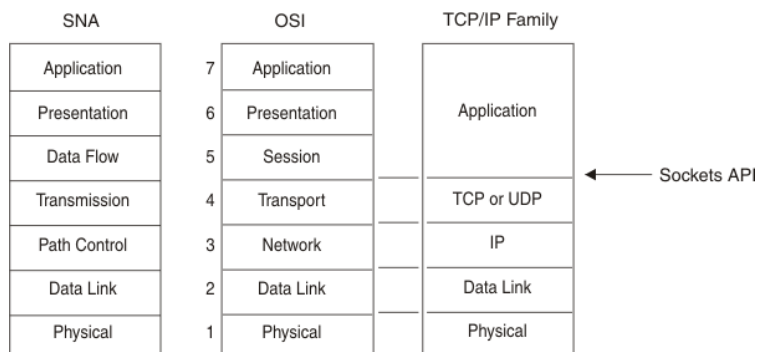 SNA OSI TCP/IP Family
Application 7 Application
Presentation 6 Presentation Application
Data Flow 5 Session
Sockets API
Transmission 4 Transport TCP or UDP
Path Control 3 Network IP
Data Link 2 Data Link Data Link
Physical 1 Physical Physical